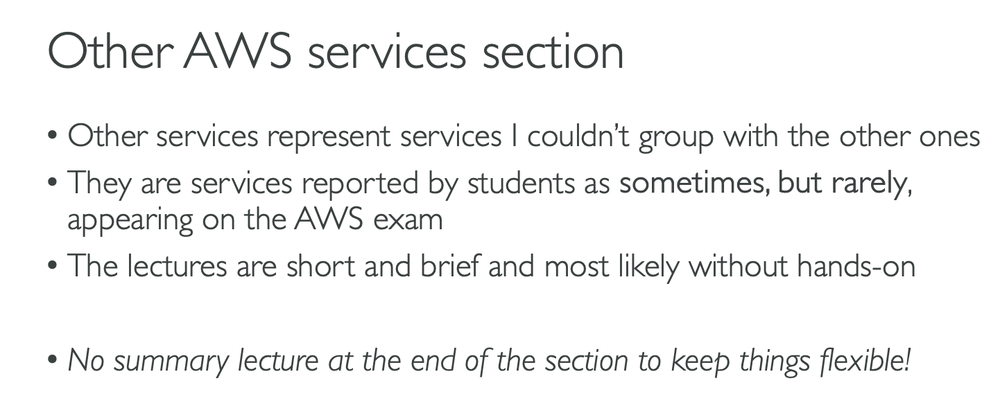 Other AWS services section
• Other services represent services I couldn’t group with the other ones
• They are services reported by students as sometimes, but rarely,
appearing on the AWS exam
• The lectures are short and brief and most likely without hands-on
• No summary lecture at the end of the section to keep things flexible!